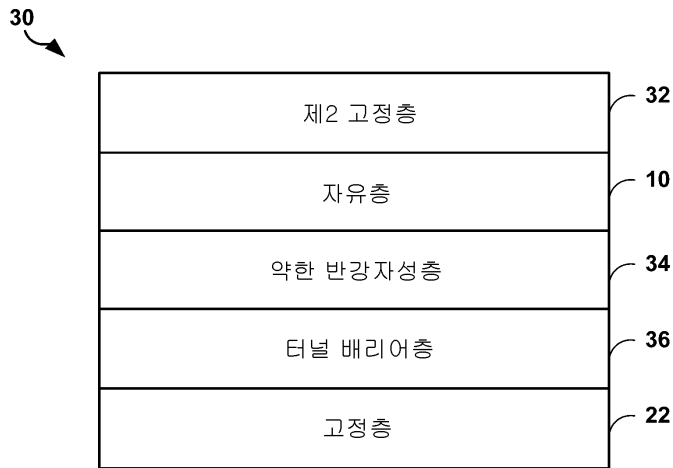 30
제2 고정층 32
자유층 10
약한 반강자성층 34
터널 배리어층 36
고정층 22